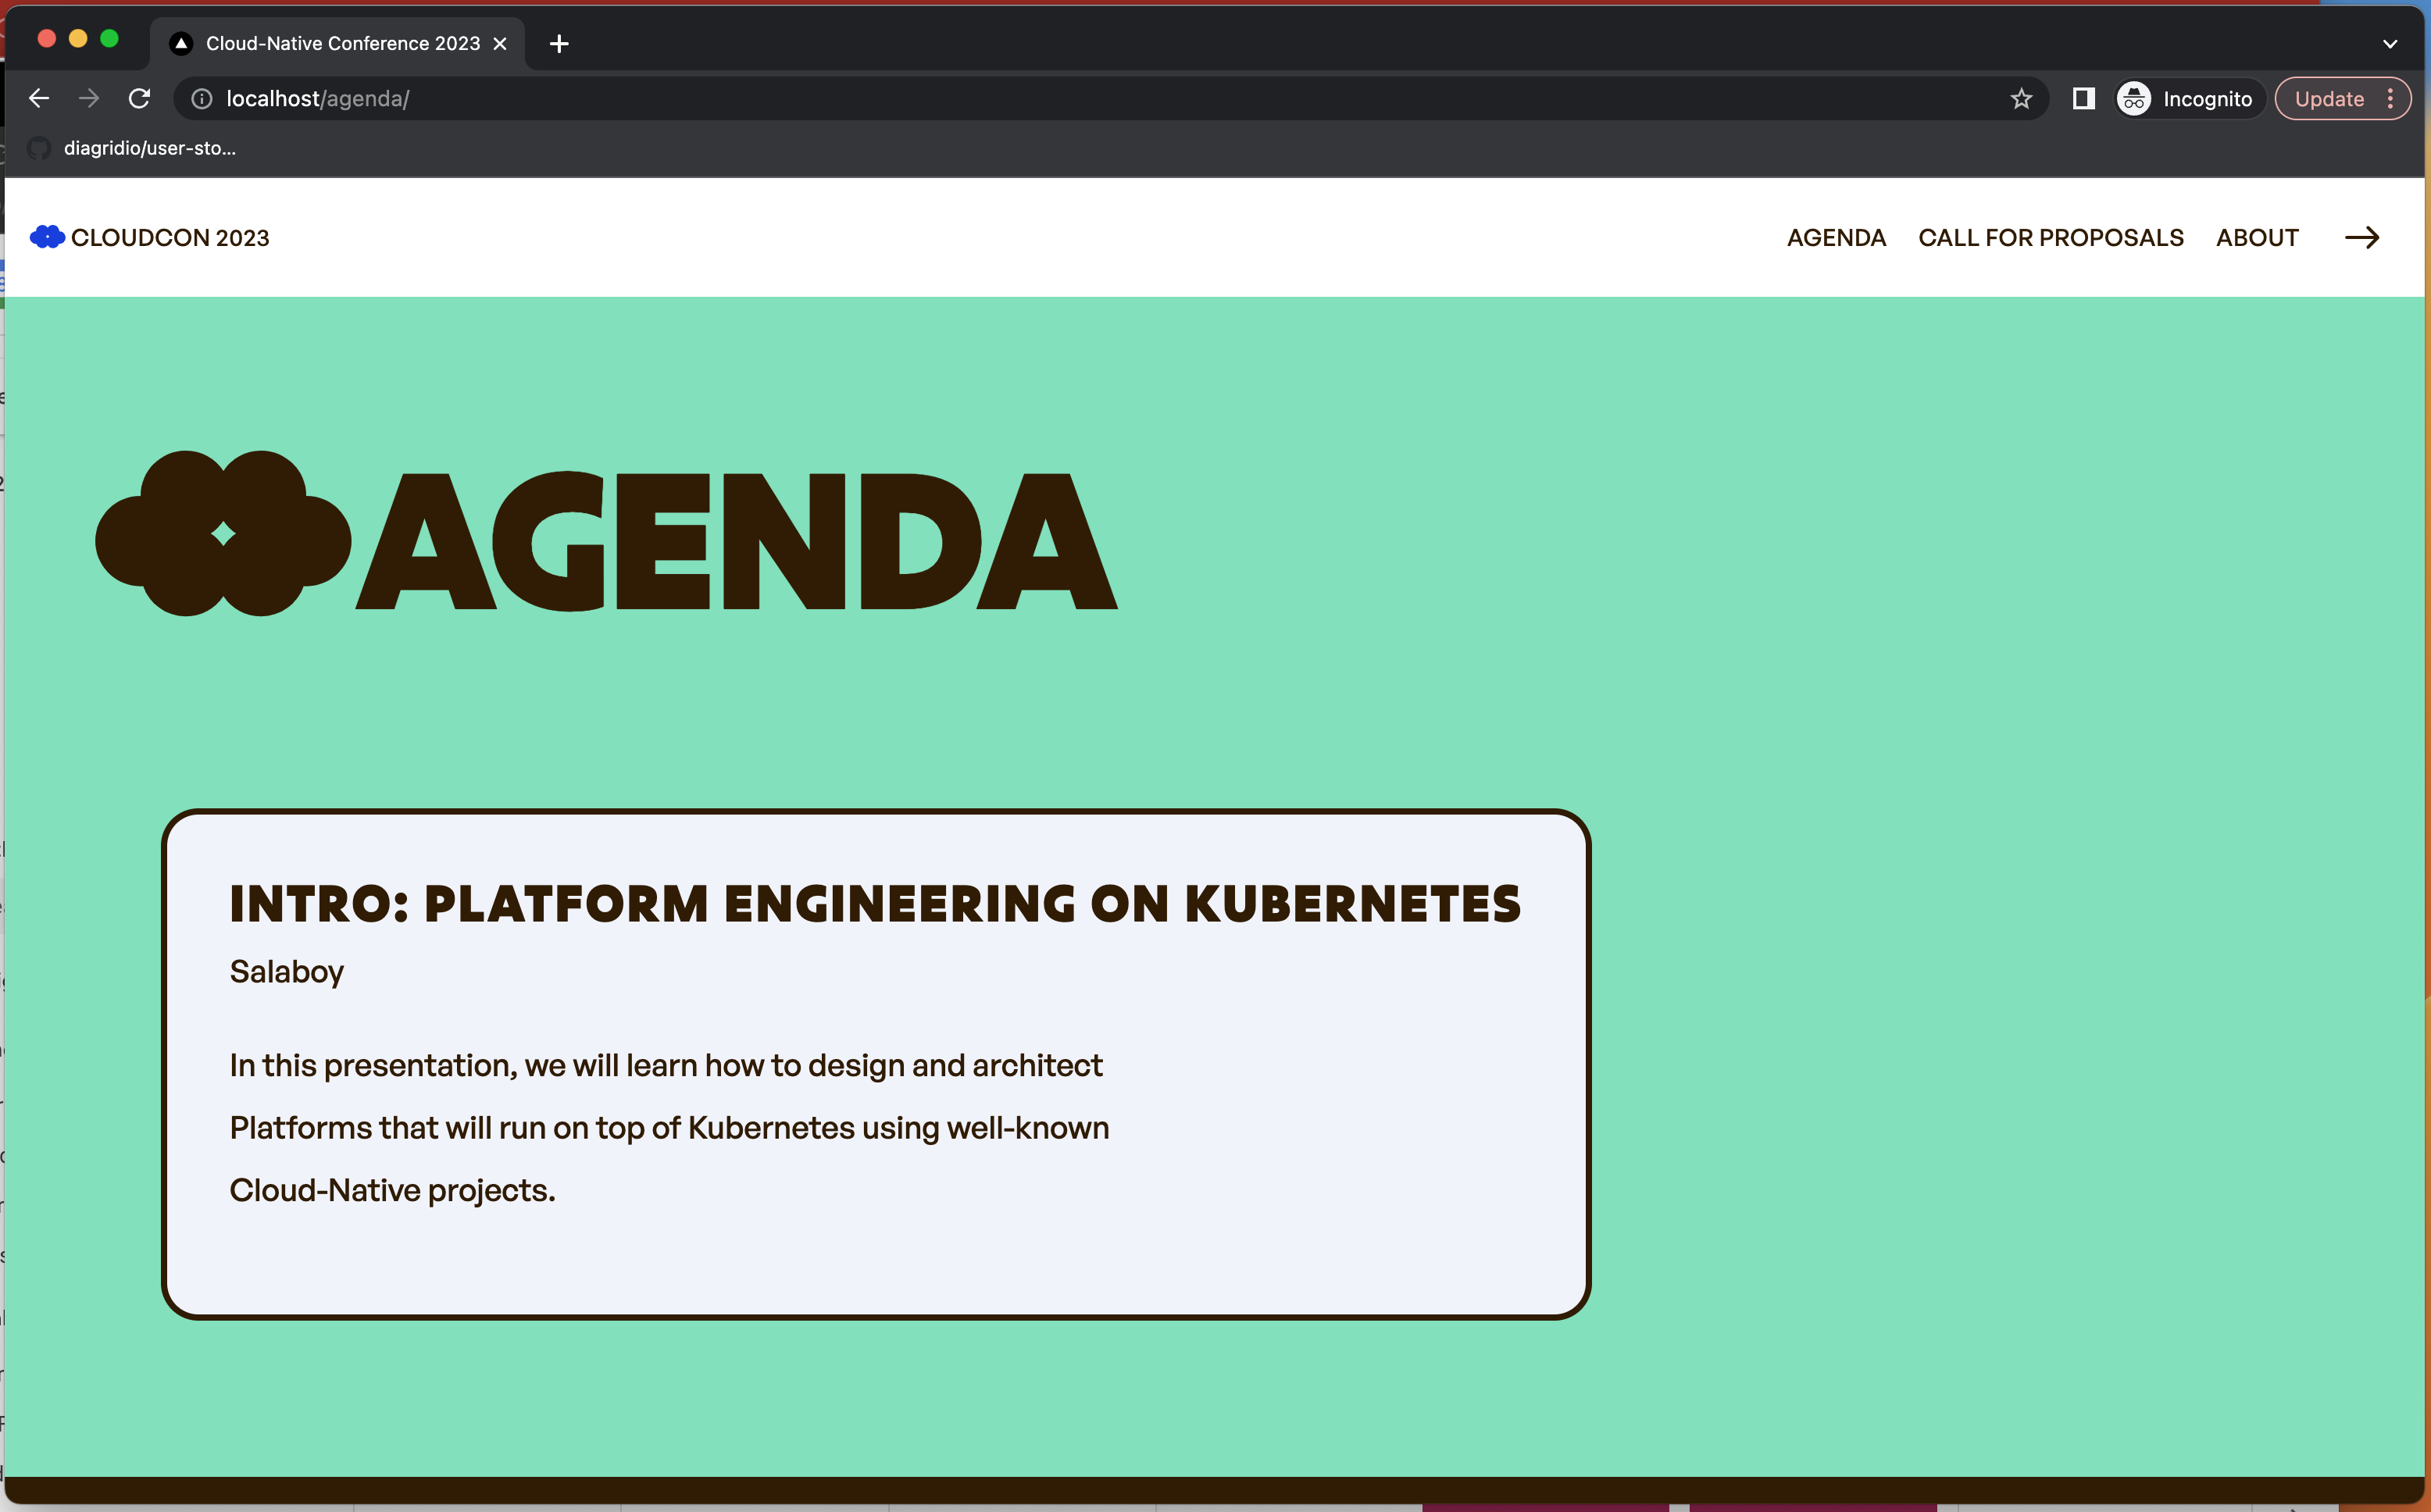 Cloud-Native Conference 2023
localhost/agenda/
Incognito
Update
diagridio/user-sto...
CLOUDCON 2023
AGENDA CALL FOR PROPOSALS ABOUT
AGENDA
INTRO: PLATFORM ENGINEERING ON KUBERNETES
Salaboy
In this presentation, we will learn how to design and architect
Platforms that will run on top of Kubernetes using well-known
Cloud-Native projects.